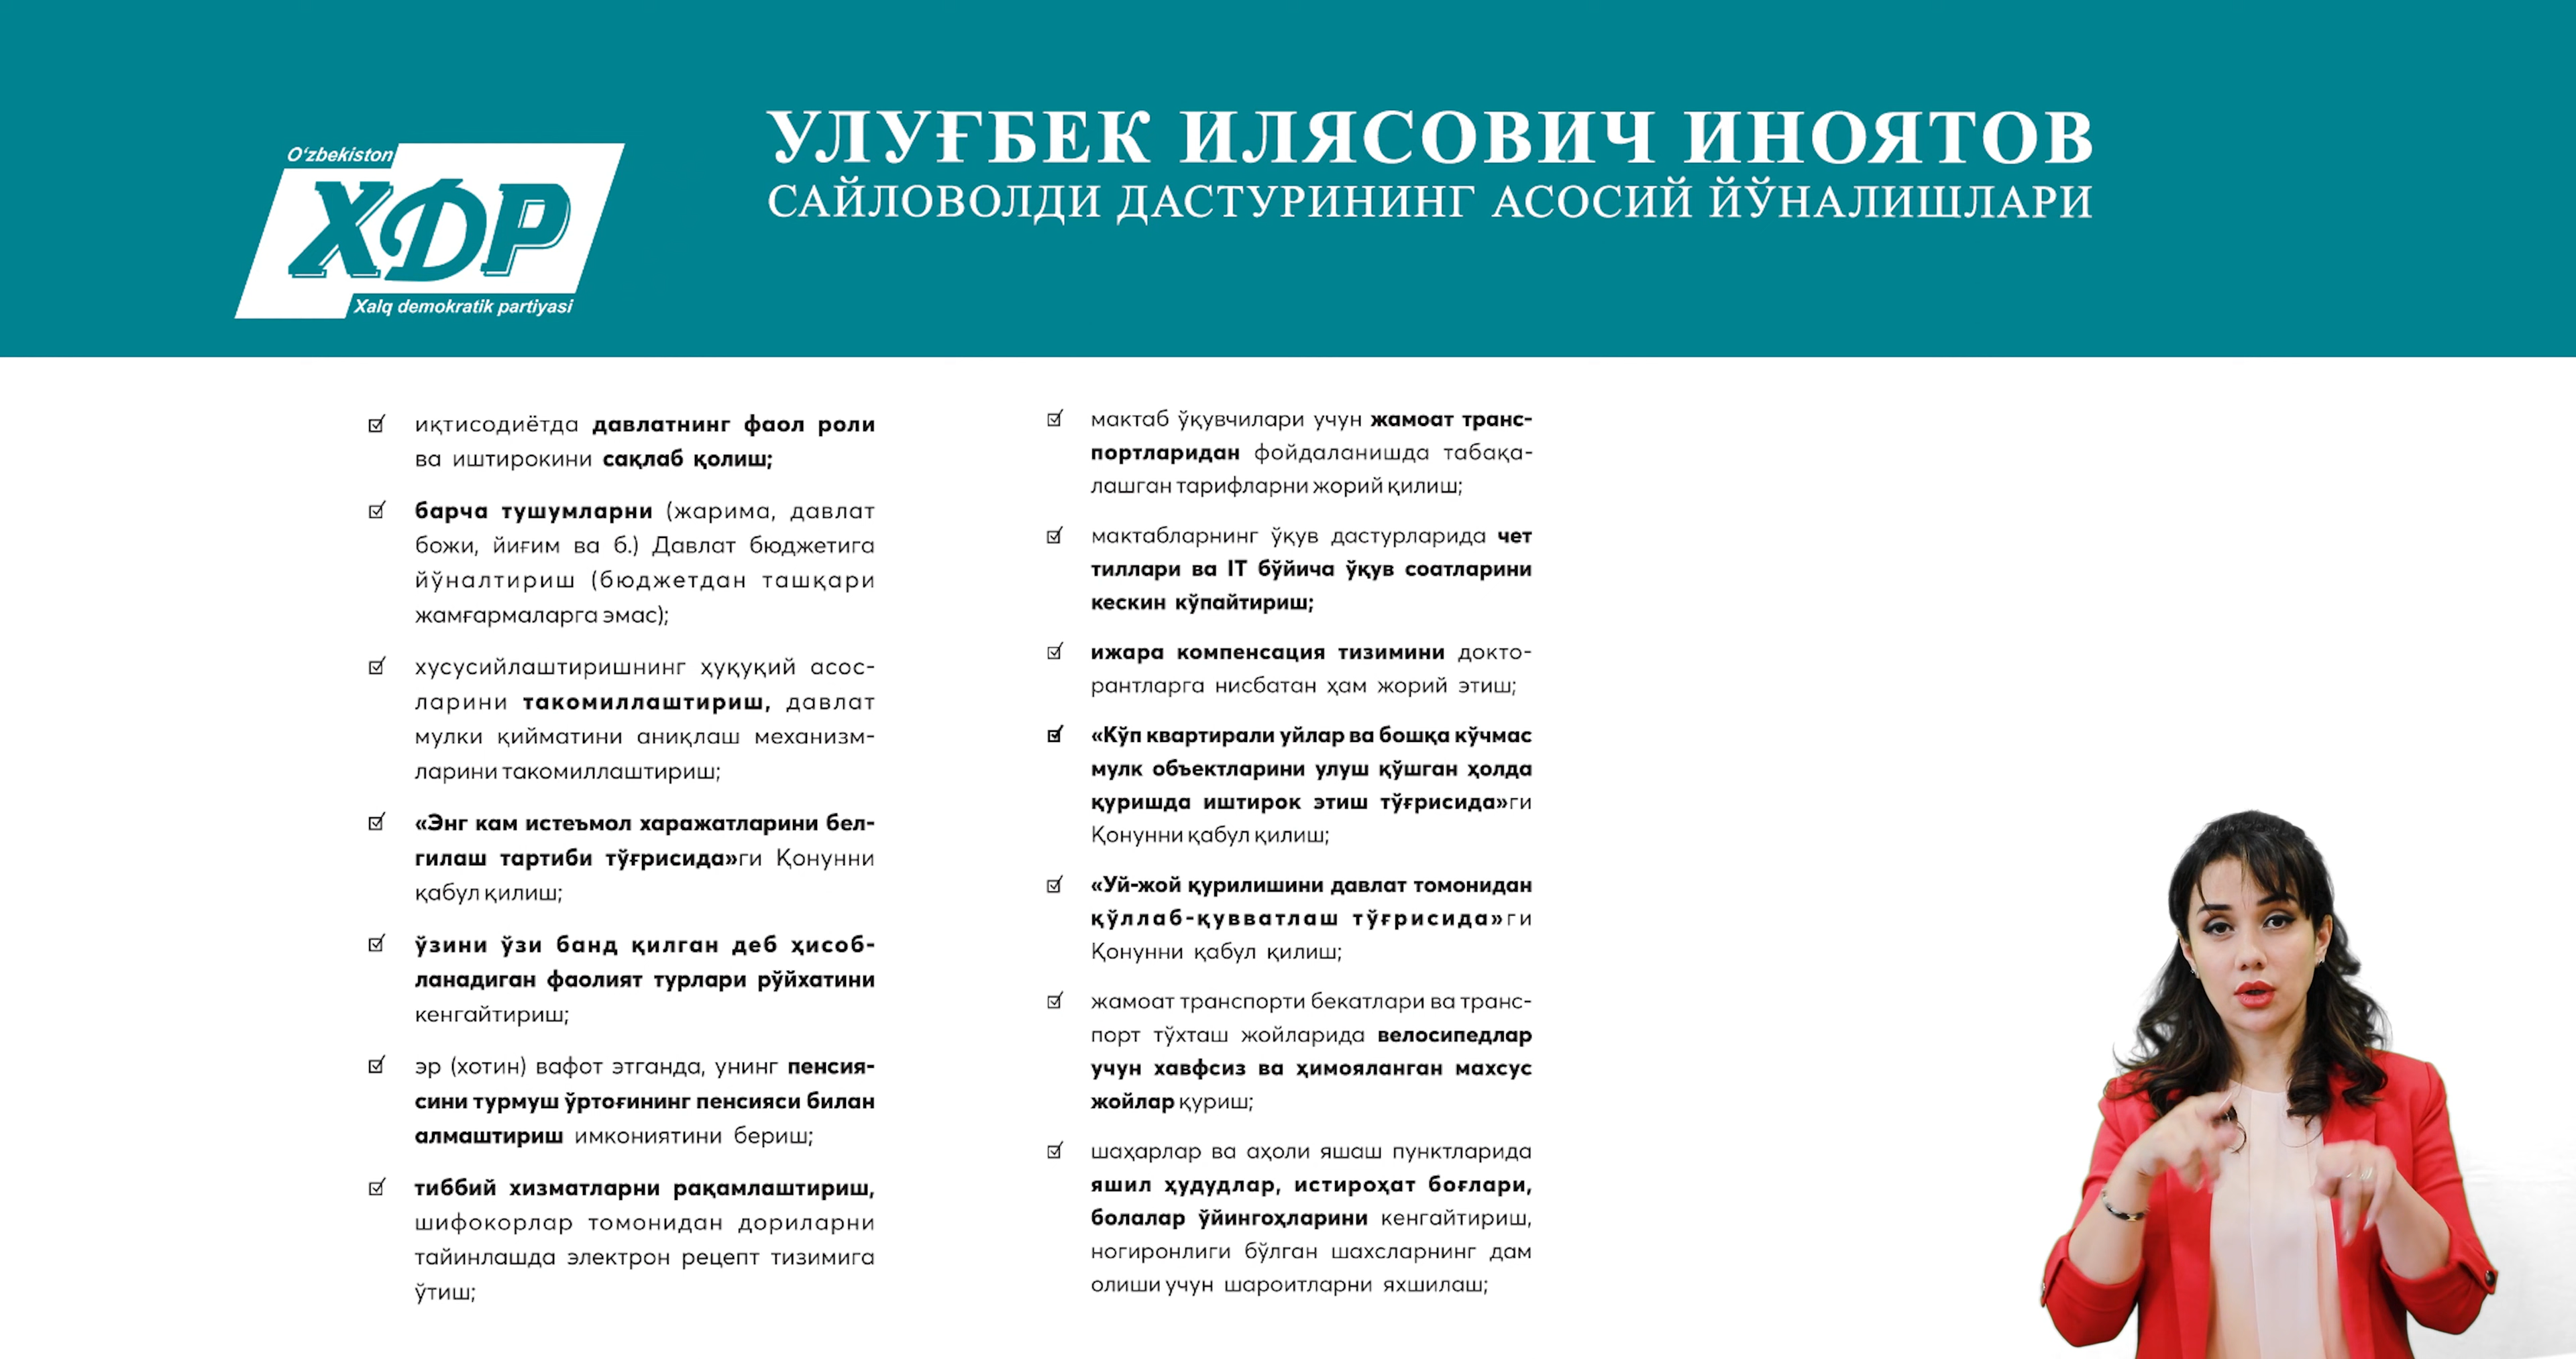 O‘zbekiston
ХДР
Xalq demokratik partiyasi
УЛУҒБЕК ИЛЯСОВИЧ ИНОЯТОВ
САЙЛОВОЛДИ ДАСТУРИНИНГ АСОСИЙ ЙЎНАЛИШЛАРИ
иқтисодиётда давлатнинг фаол роли
ва иштирокини сақлаб қолиш;
барча тушумларни (жарима, давлат
божи, йиғим ва б.) Давлат бюджетига
йўналтириш (бюджетдан ташқари
жамғармаларга эмас);
хусусийлаштиришнинг ҳуқуқий асос-
ларини такомиллаштириш, давлат
мулки қийматини аниқлаш механизм-
ларини такомиллаштириш;
«Энг кам истеъмол харажатларини бел-
гилаш тартиби тўғрисида»ги Қонунни
қабул қилиш;
ўзини ўзи банд қилган деб ҳисоб-
ланадиган фаолият турлари рўйхатини
кенгайтириш;
эр (хотин) вафот этганда, унинг пенсия-
сини турмуш ўртоғининг пенсияси билан
алмаштириш имкониятини бериш;
тиббий хизматларни рақамлаштириш,
шифокорлар томонидан дориларни
тайинлашда электрон рецепт тизимига
ўтиш;
мактаб ўқувчилари учун жамоат транс-
портларидан фойдаланишда табақа-
лашган тарифларни жорий қилиш;
мактабларнинг ўқув дастурларида чет
тиллари ва IT бўйича ўқув соатларини
кескин кўпайтириш;
ижара компенсация тизимини докто-
рантларга нисбатан ҳам жорий этиш;
«Кўп квартирали уйлар ва бошқа кўчмас
мулк объектларини улуш қўшган ҳолда
қуришда иштирок этиш тўғрисида»ги
Қонунни қабул қилиш;
«Уй-жой қурилишини давлат томонидан
қўллаб-қувватлаш тўғрисида»ги
Қонунни қабул қилиш;
жамоат транспорти бекатлари ва транс-
порт тўхташ жойларида велосипедлар
учун хавфсиз ва ҳимояланган махсус
жойлар қуриш;
шаҳарлар ва аҳоли яшаш пунктларида
яшил ҳудудлар, истироҳат боғлари,
болалар ўйингоҳларини кенгайтириш,
ногиронлиги бўлган шахсларнинг дам
олиши учун шароитларни яхшилаш;